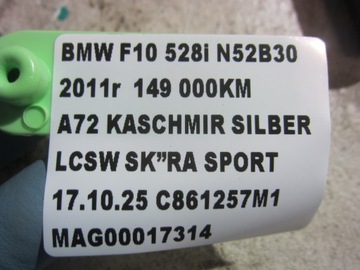 BMW F10 528i N52B30
2011r 149 000KM
A72 KASCHMIR SILBER
LCSW SK”RA SPORT
17.10.25 C861257M1
MAG00017314